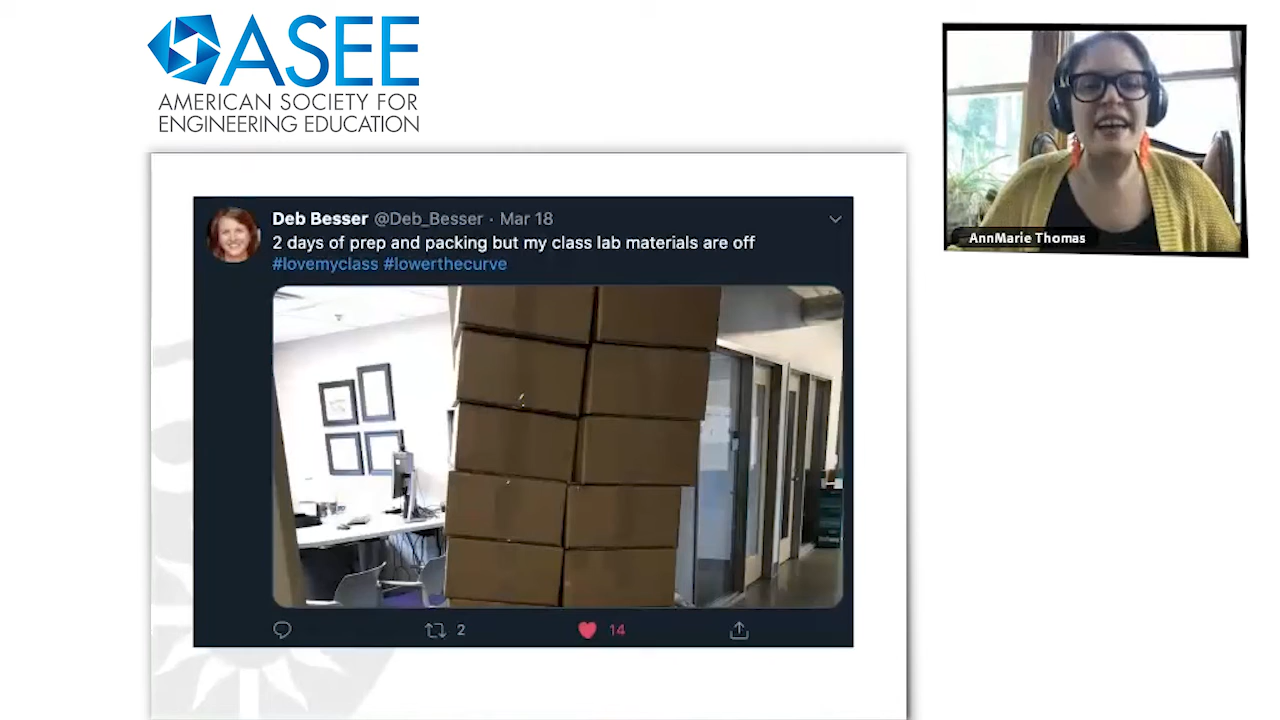 ASEE
AMERICAN SOCIETY FOR
ENGINEERING EDUCATION
AnnMarie Thomas
Deb Besser @Deb_Besser · Mar 18
2 days of prep and packing but my class lab materials are off
#lovemyclass #lowerthecurve
2
14